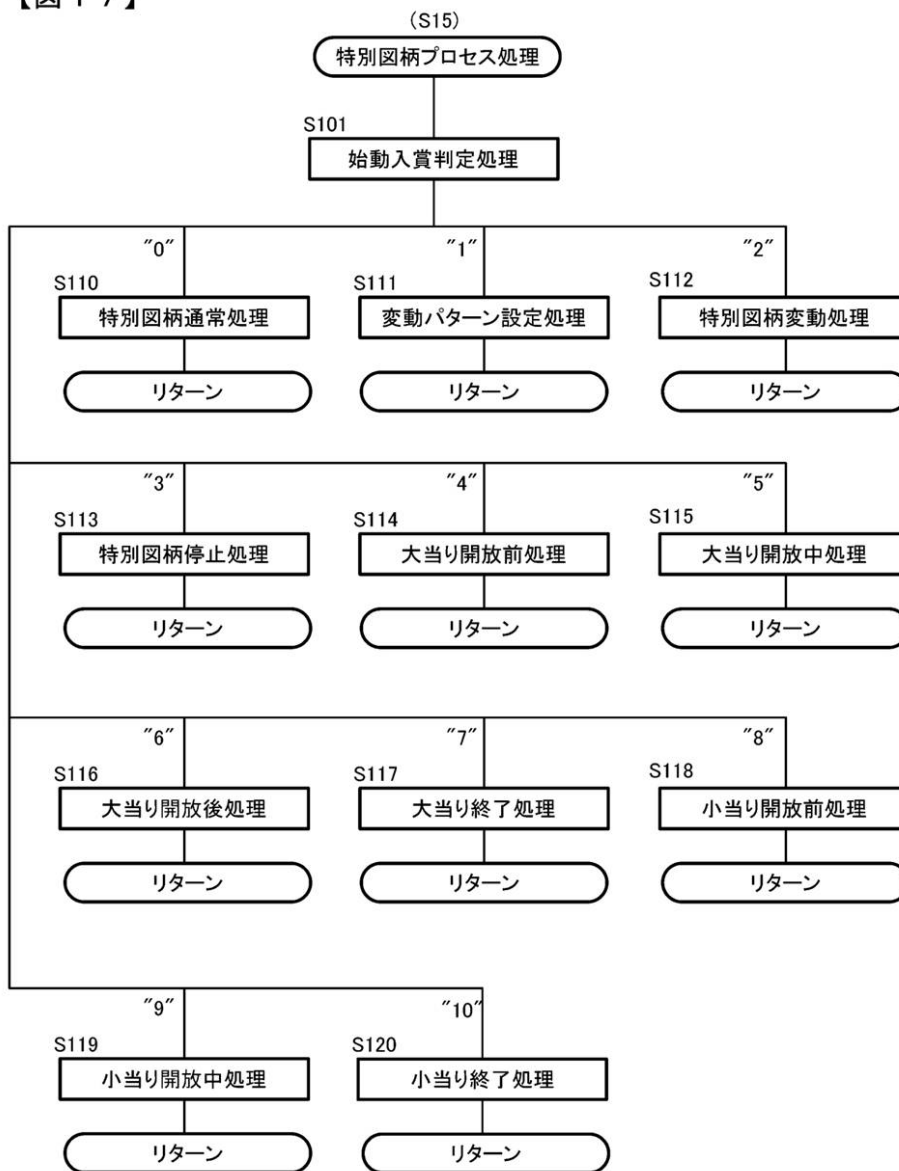 【図１７】
(S15)
特別図柄プロセス処理
S101
始動入賞判定処理
"0"
S110
特別図柄通常処理
リターン
"1"
S111
変動パターン設定処理
リターン
"2"
S112
特別図柄変動処理
リターン
"3"
S113
特別図柄停止処理
リターン
"4"
S114
大当り開放前処理
リターン
"5"
S115
大当り開放中処理
リターン
"6"
S116
大当り開放後処理
リターン
"7"
S117
大当り終了処理
リターン
"8"
S118
小当り開放前処理
リターン
"9"
S119
小当り開放中処理
リターン
"10"
S120
小当り終了処理
リターン